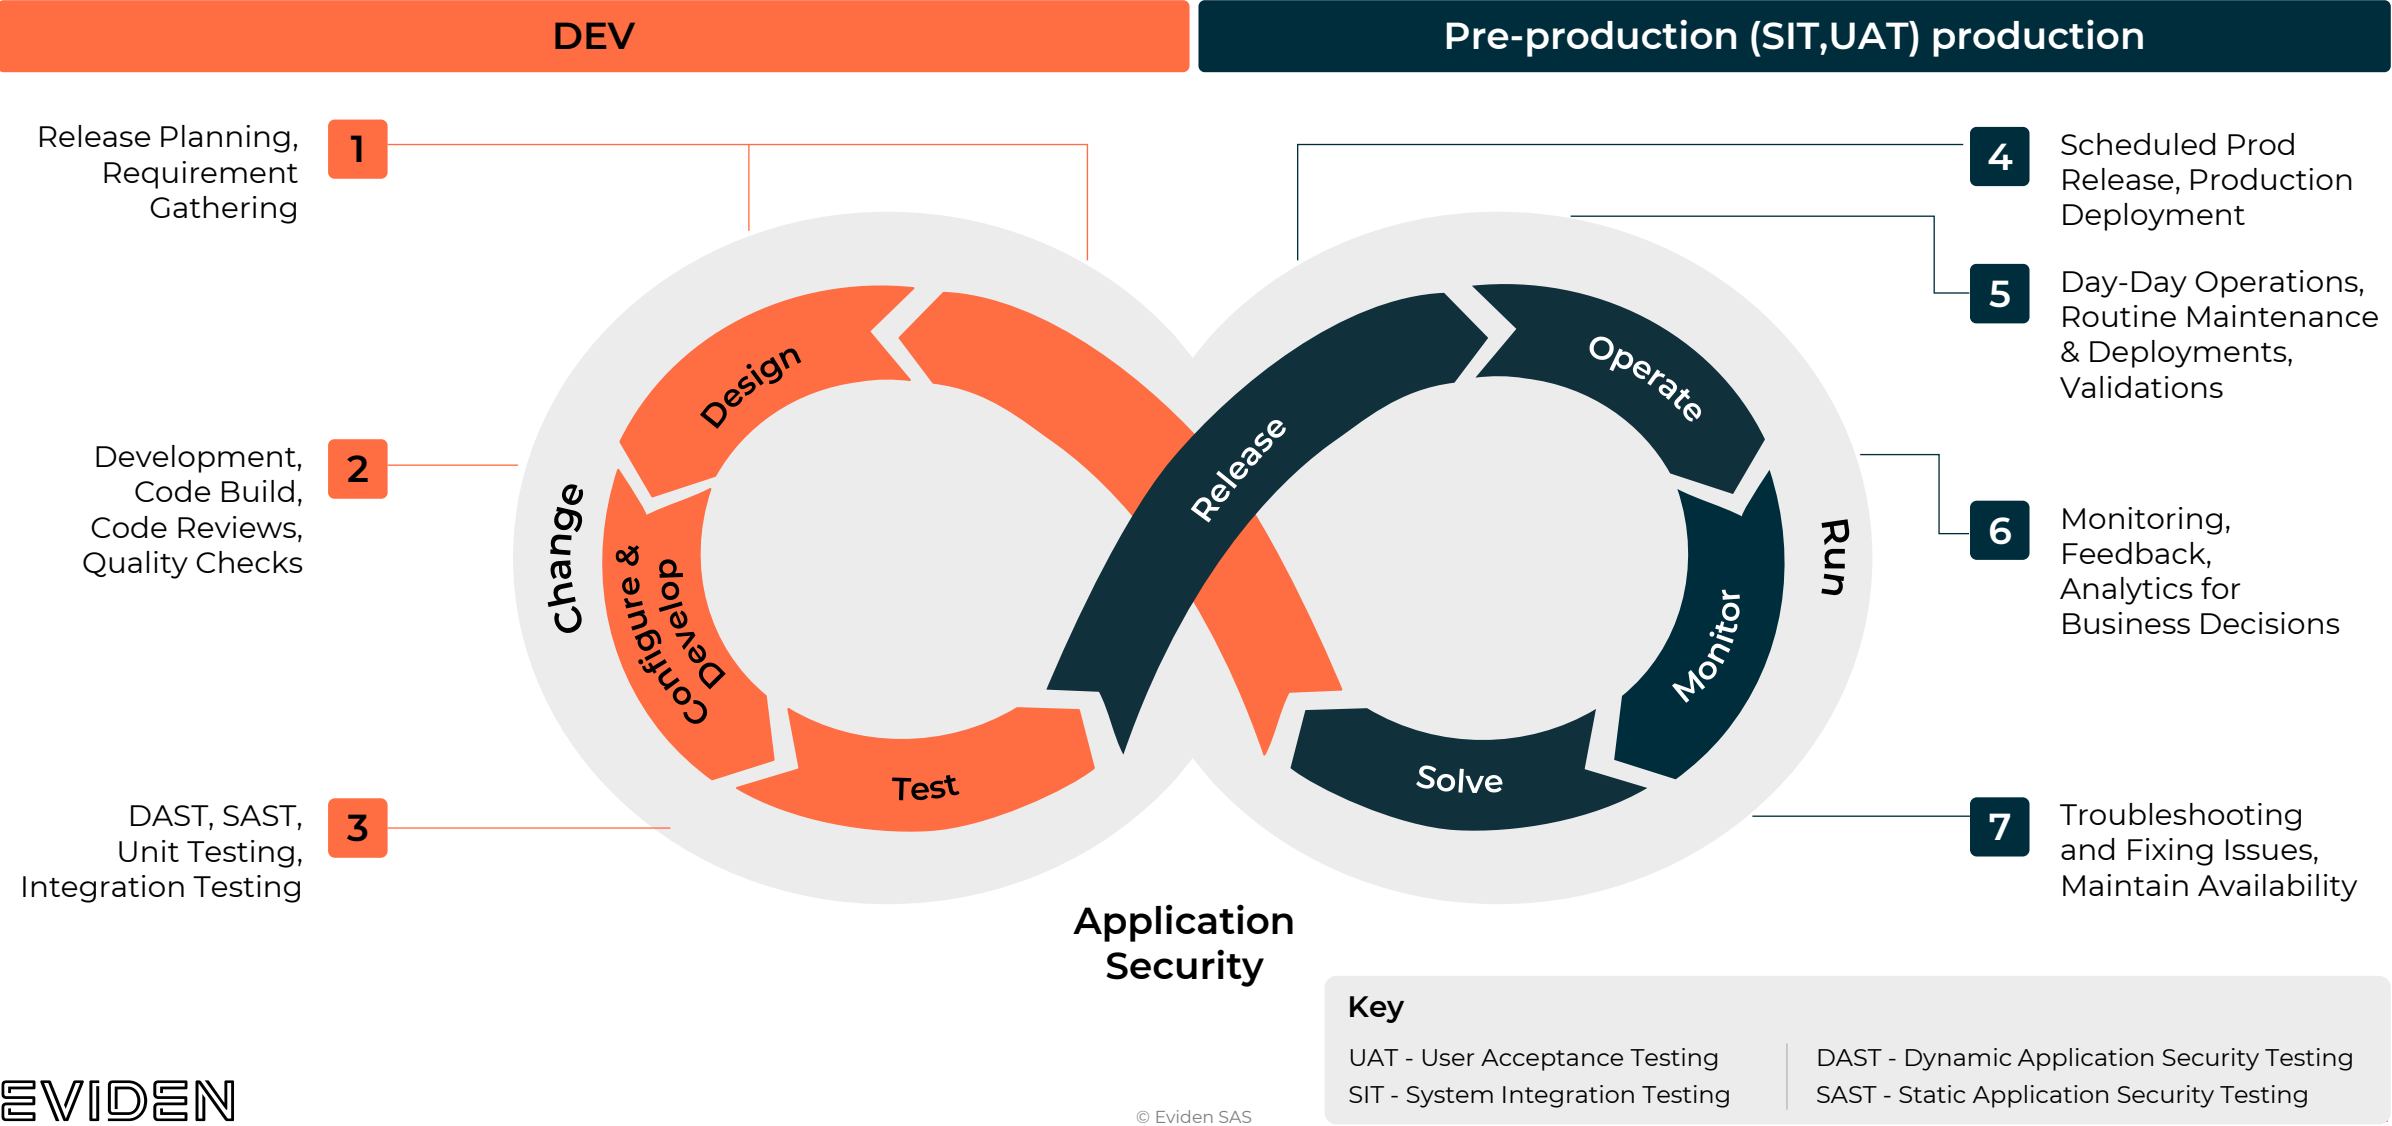 DEV
Pre-production (SIT,UAT) production
1
Release Planning,
Requirement
Gathering
2
Development,
Code Build,
Code Reviews,
Quality Checks
3
DAST, SAST,
Unit Testing,
Integration Testing
Change
Design
Configure &
Develop
Test
Release
Operate
Monitor
Solve
Run
4
Scheduled Prod
Release, Production
Deployment
5
Day-Day Operations,
Routine Maintenance
& Deployments,
Validations
6
Monitoring,
Feedback,
Analytics for
Business Decisions
7
Troubleshooting
and Fixing Issues,
Maintain Availability
Application
Security
Key
UAT - User Acceptance Testing
SIT - System Integration Testing
DAST - Dynamic Application Security Testing
SAST - Static Application Security Testing
EVIDEN
© Eviden SAS